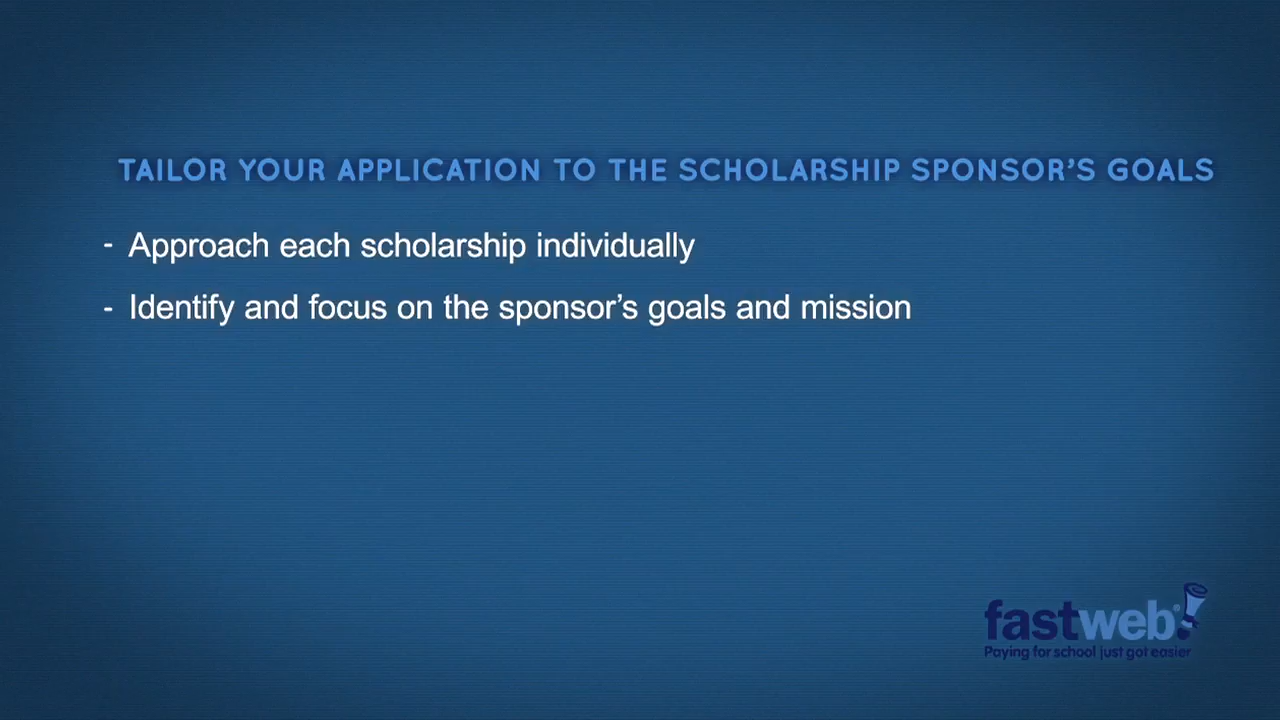 TAILOR YOUR APPLICATION TO THE SCHOLARSHIP SPONSOR’S GOALS
- Approach each scholarship individually
- Identify and focus on the sponsor’s goals and mission
fastweb®!
Paying for school just got easier